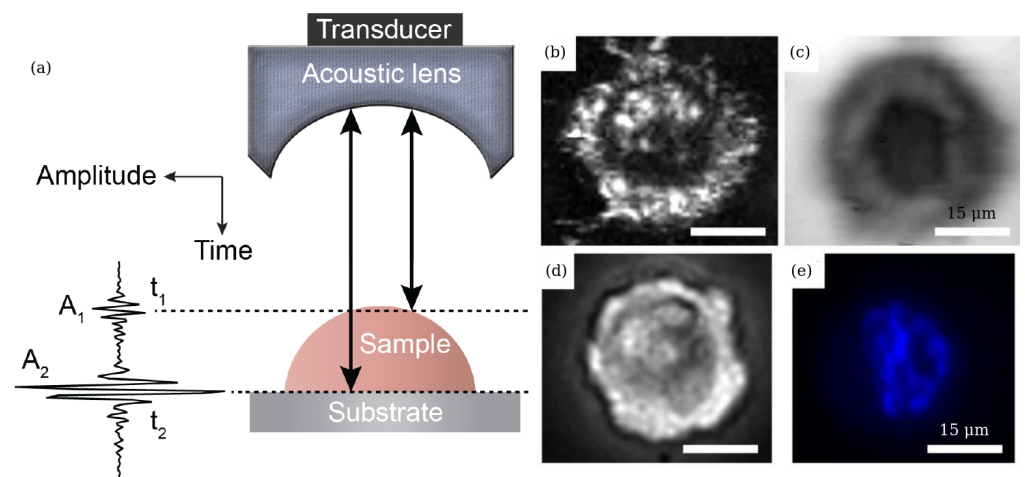 (a)
Transducer
Acoustic lens
Amplitude
Time
t₁
A₁
Sample
A₂
Substrate
t₂
(b)
(c)
15 μm
(d)
(e)
15 μm